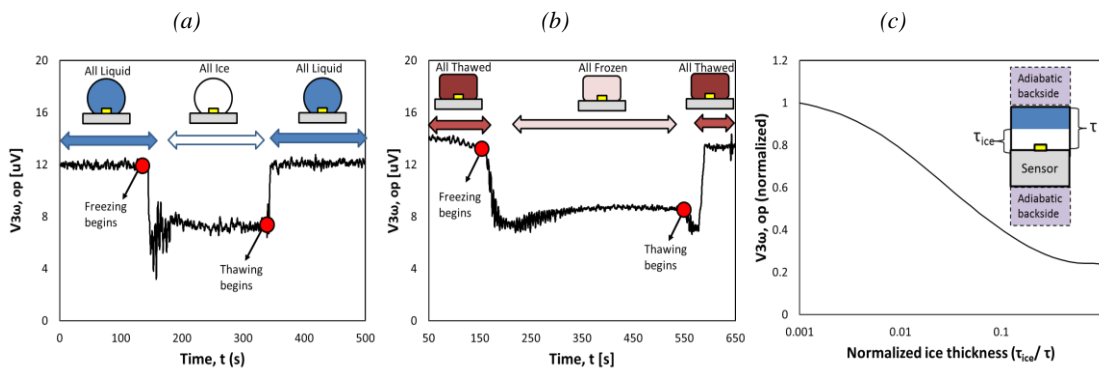 (a)
(b)
(c)
V3ω, op [uV]
20
16
12
8
4
0
All Liquid
All Ice
All Liquid
Freezing
begins
Thawing
begins
0
100
200
300
400
500
Time, t (s)
V3ω, op [uV]
20
16
12
8
4
0
All Thawed
All Frozen
All Thawed
Freezing
begins
Thawing
begins
50
150
250
350
450
550
650
Time, t [s]
V3ω, op (normalized)
1.2
1
0.8
0.6
0.4
0.2
0
Adiabatic
backside
τice
τ
Sensor
Adiabatic
backside
0.001
0.01
0.1
Normalized ice thickness (τice/ τ)